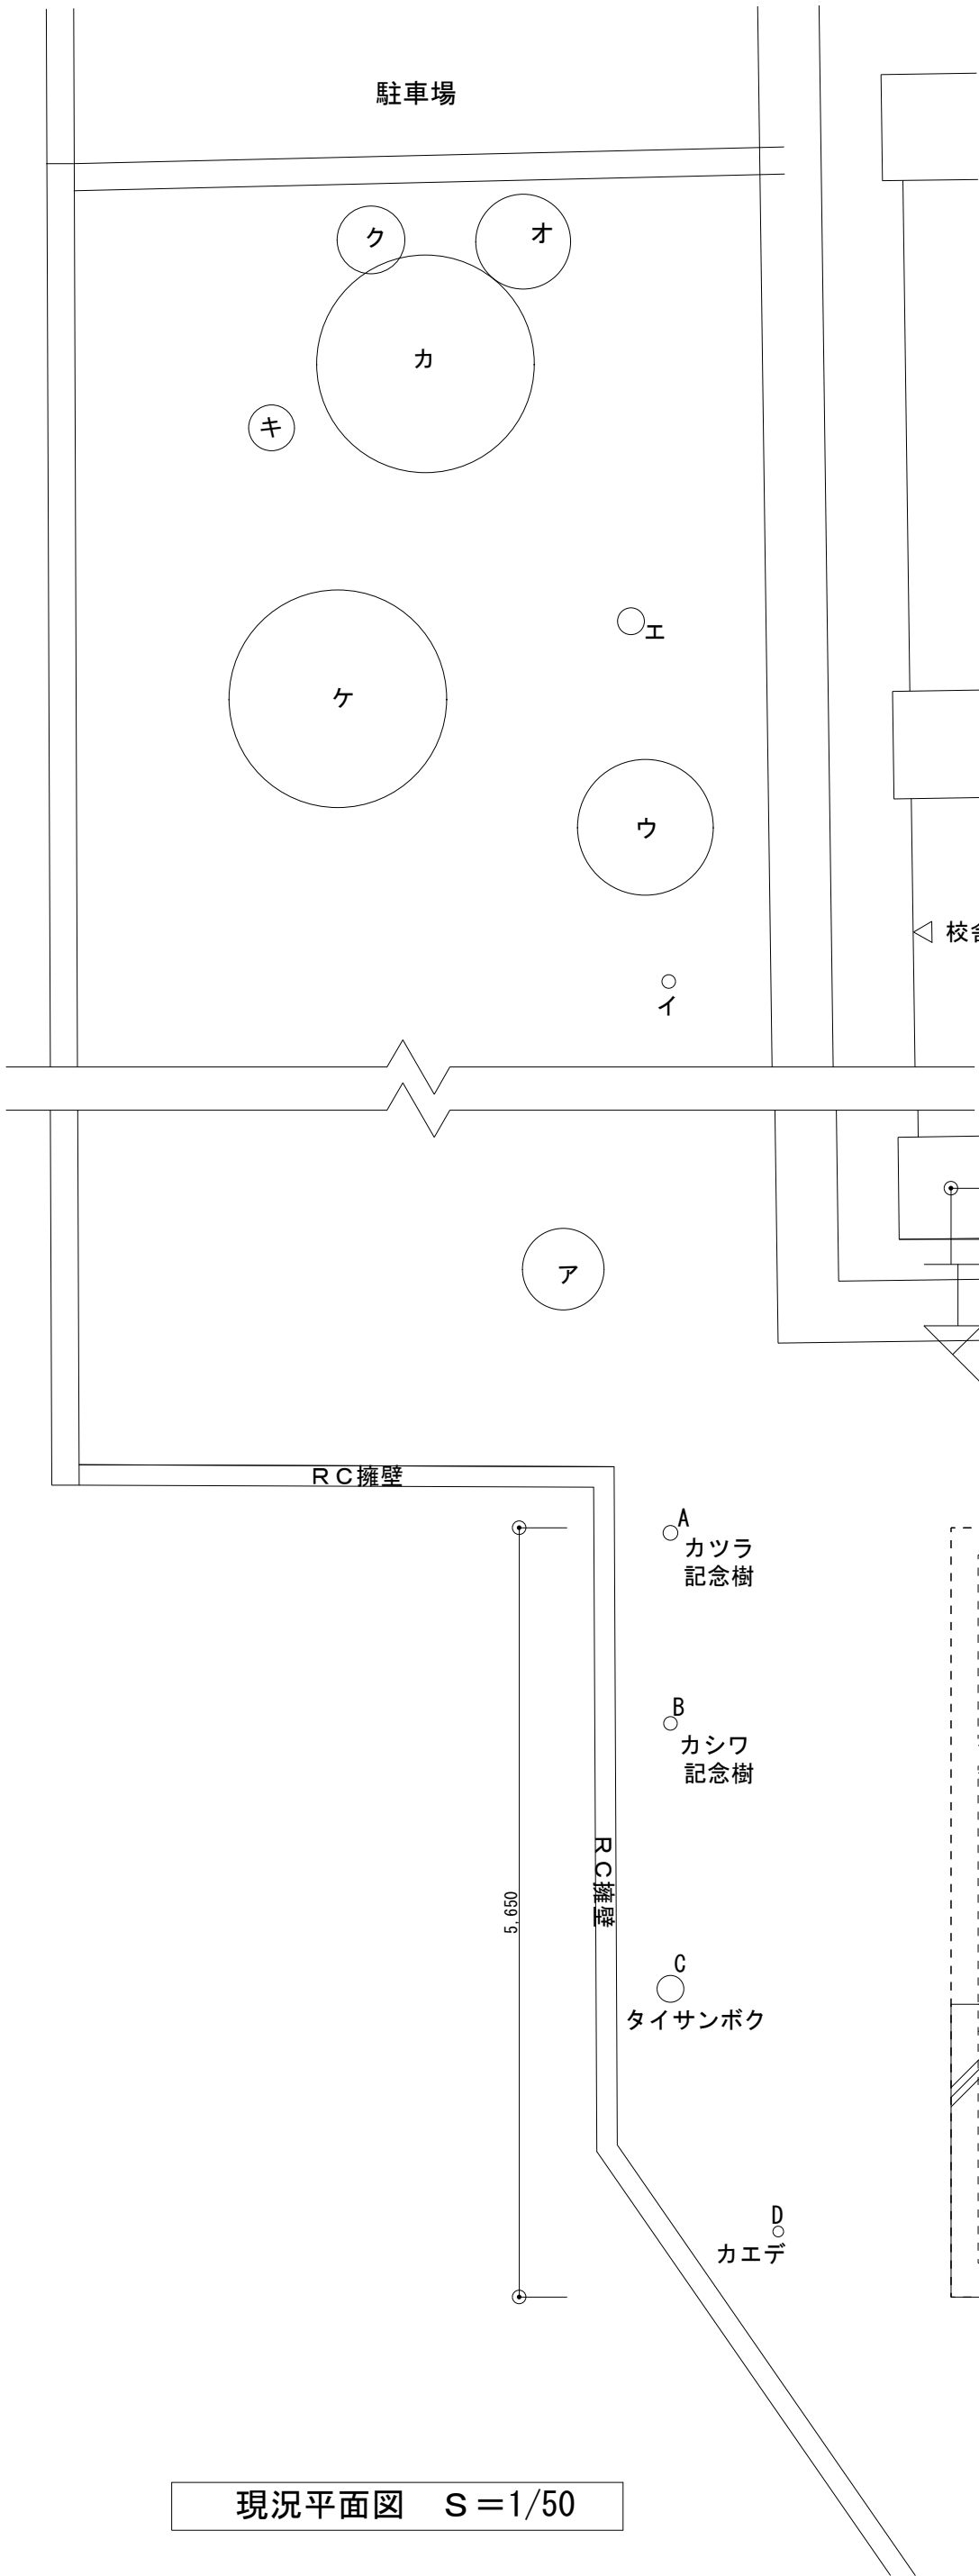 駐車場
ク
オ
カ
キ
エ
ケ
ウ
イ
ア
RC擁壁
A
カツラ
記念樹
B
カシワ
記念樹
RC擁壁
5,650
C
タイサンボク
D
カエデ
現況平面図　S=1/50